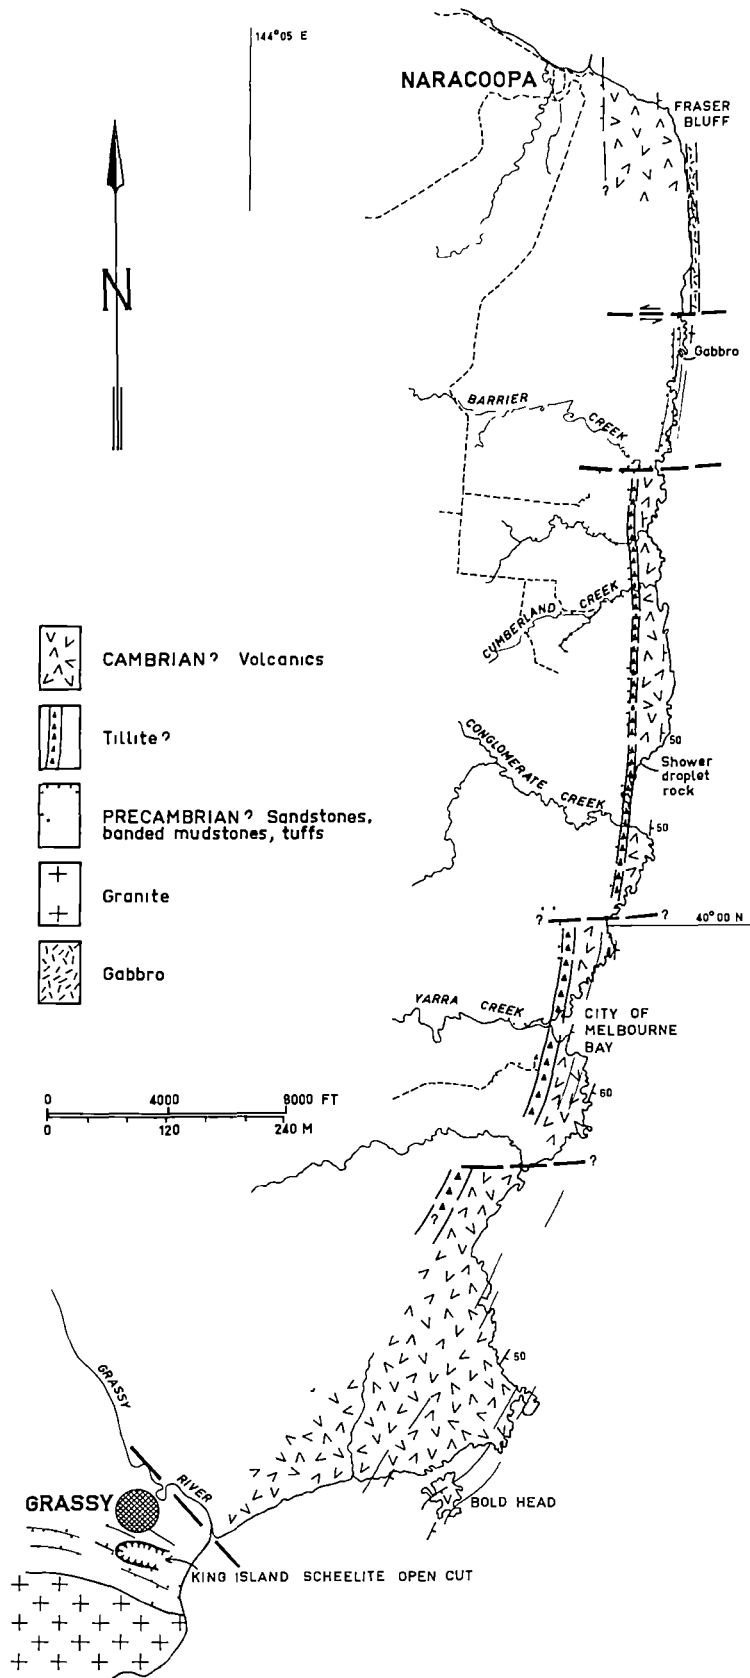 144°05 E
NARACOOPA
FRASER
BLUFF
?
N
Gabbro
BARRIER
CREEK
CUMBERLAND CREEK
CAMBRIAN? Volcanics
Tillite?
50
Shower
droplet
rock
CONGLOMERATE CREEK
PRECAMBRIAN? Sandstones,
banded mudstones, tuffs
50
Granite
? ?
40°00 N
Gabbro
YARRA CREEK
CITY OF
MELBOURNE
BAY
0 4000 8000 FT
0 120 240 M
60
?
?
50
GRASSY
RIVER
GRASSY
BOLD HEAD
KING ISLAND SCHEELITE OPEN CUT